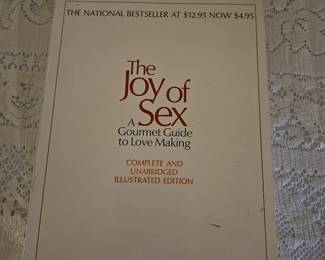 THE NATIONAL BESTSELLER AT $12.95 NOW $4.95
The
Joy of
Sex
A
Gourmet Guide
to Love Making
COMPLETE AND
UNABRIDGED
ILLUSTRATED EDITION